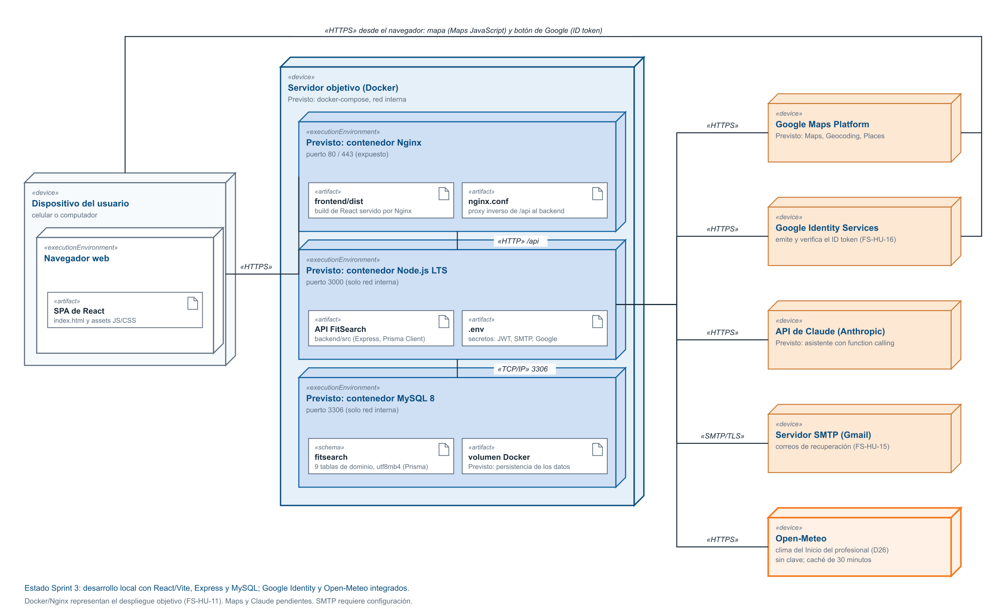 «HTTPS» desde el navegador: mapa (Maps JavaScript) y botón de Google (ID token)
«device»
Dispositivo del usuario
celular o computador
«executionEnvironment»
Navegador web
«artifact»
SPA de React
index.html y assets JS/CSS
«HTTPS»
«device»
Servidor objetivo (Docker)
Previsto: docker-compose, red interna
«executionEnvironment»
Previsto: contenedor Nginx
puerto 80 / 443 (expuesto)
«artifact»
frontend/dist
build de React servido por Nginx
«artifact»
nginx.conf
proxy inverso de /api al backend
«HTTP» /api
«executionEnvironment»
Previsto: contenedor Node.js LTS
puerto 3000 (solo red interna)
«artifact»
API FitSearch
backend/src (Express, Prisma Client)
«artifact»
.env
secretos: JWT, SMTP, Google
«TCP/IP» 3306
«executionEnvironment»
Previsto: contenedor MySQL 8
puerto 3306 (solo red interna)
«schema»
fitsearch
9 tablas de dominio, utf8mb4 (Prisma)
«artifact»
volumen Docker
Previsto: persistencia de los datos
«HTTPS»
«device»
Google Maps Platform
Previsto: Maps, Geocoding, Places
«HTTPS»
«device»
Google Identity Services
emite y verifica el ID token (FS-HU-16)
«HTTPS»
«device»
API de Claude (Anthropic)
Previsto: asistente con function calling
«SMTP/TLS»
«device»
Servidor SMTP (Gmail)
correos de recuperación (FS-HU-15)
«HTTPS»
«device»
Open-Meteo
clima del Inicio del profesional (D26)
sin clave; caché de 30 minutos
Estado Sprint 3: desarrollo local con React/Vite, Express y MySQL; Google Identity y Open-Meteo integrados.
Docker/Nginx representan el despliegue objetivo (FS-HU-11). Maps y Claude pendientes. SMTP requiere configuración.